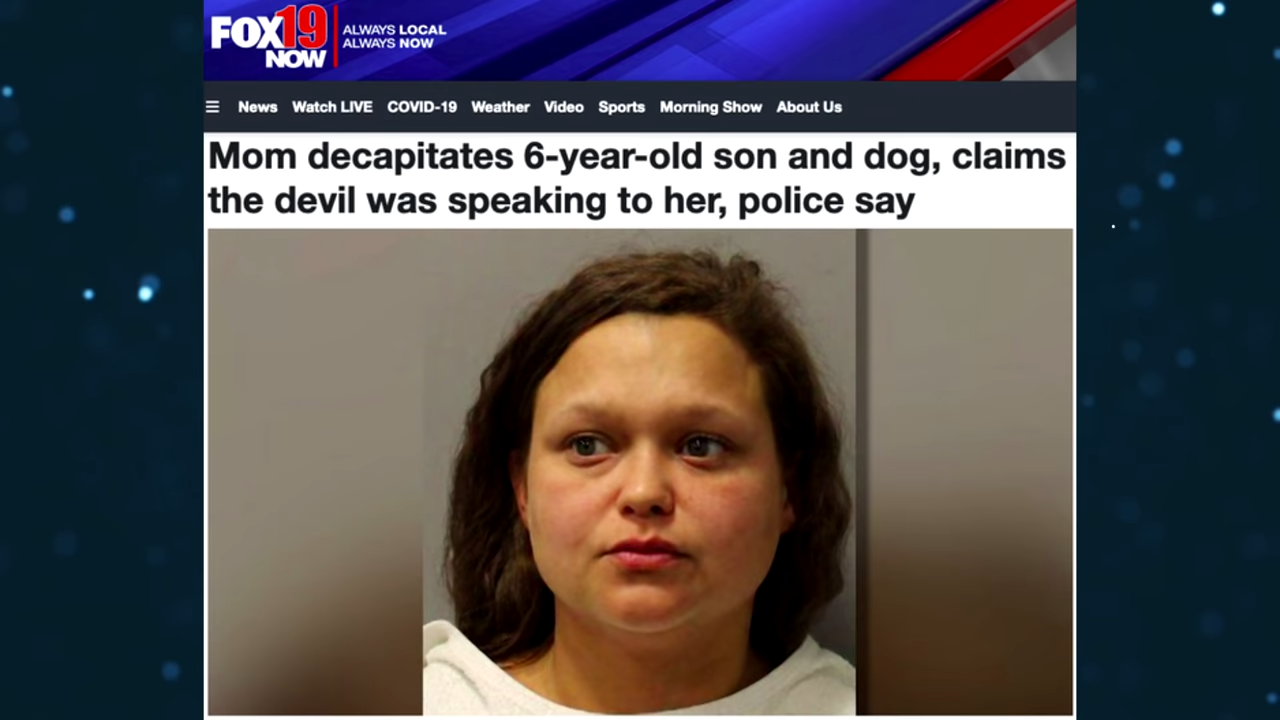 FOX19
NOW
ALWAYS LOCAL
ALWAYS NOW
News Watch LIVE COVID-19 Weather Video Sports Morning Show About Us
Mom decapitates 6-year-old son and dog, claims
the devil was speaking to her, police say